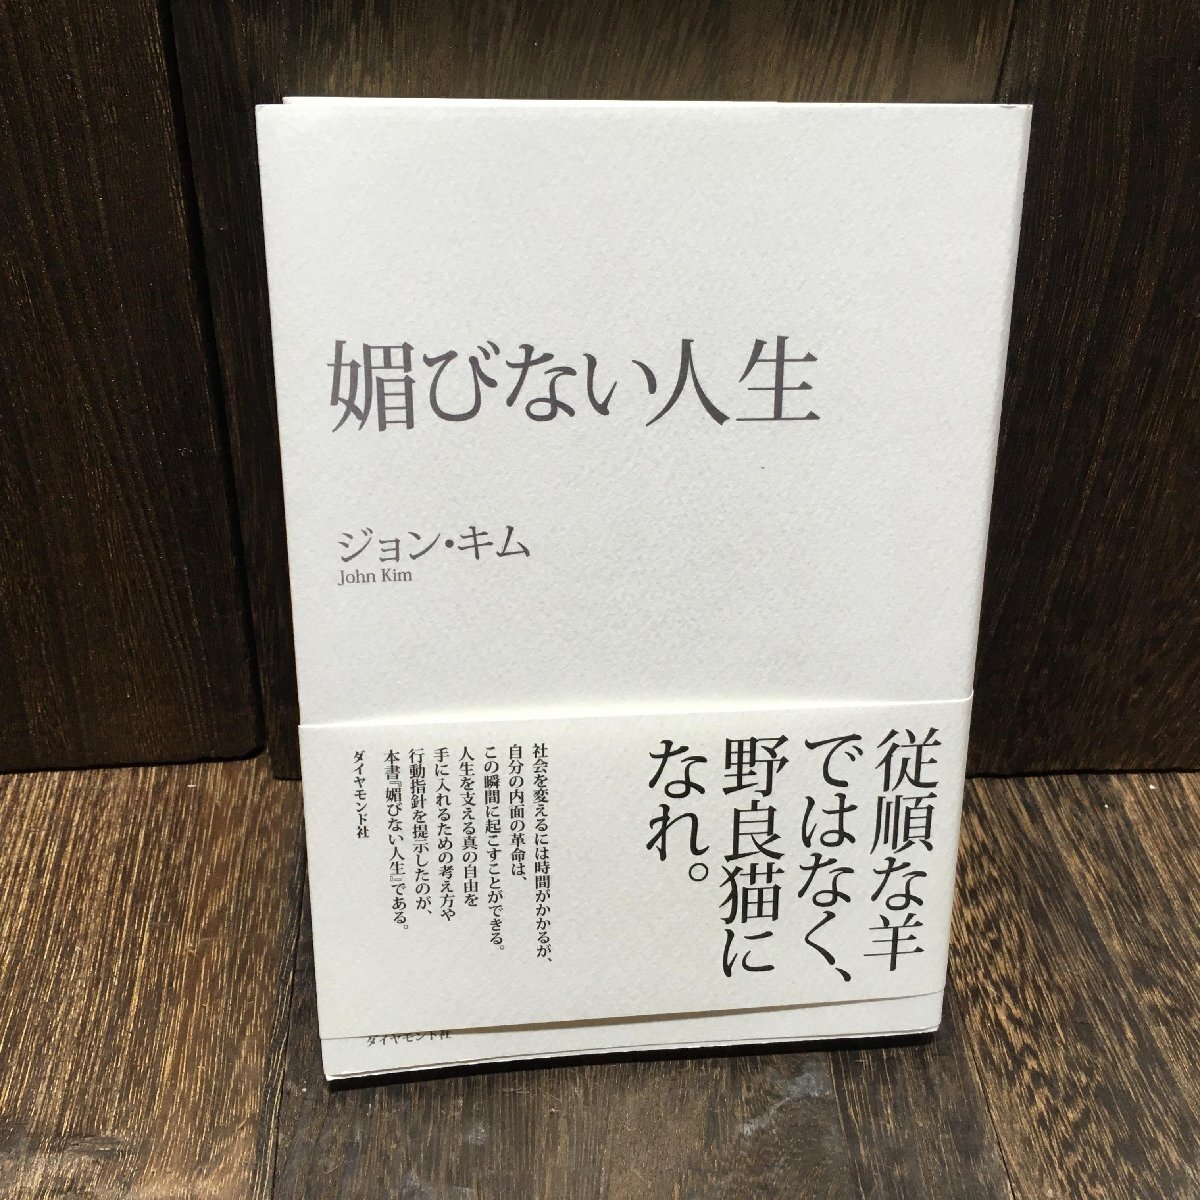 媚びない人生
ジョン・キム
John Kim
従順な羊
ではなく、
野良猫に
なれ。
社会を変えるには時間がかかるが、
自分の内面の革命は、
この瞬間に起こすことができる。
人生を支える真の自由を
手に入れるための考え方や
行動指針を提示したのが、
本書『媚びない人生』である。
ダイヤモンド社
ダイヤモンド社